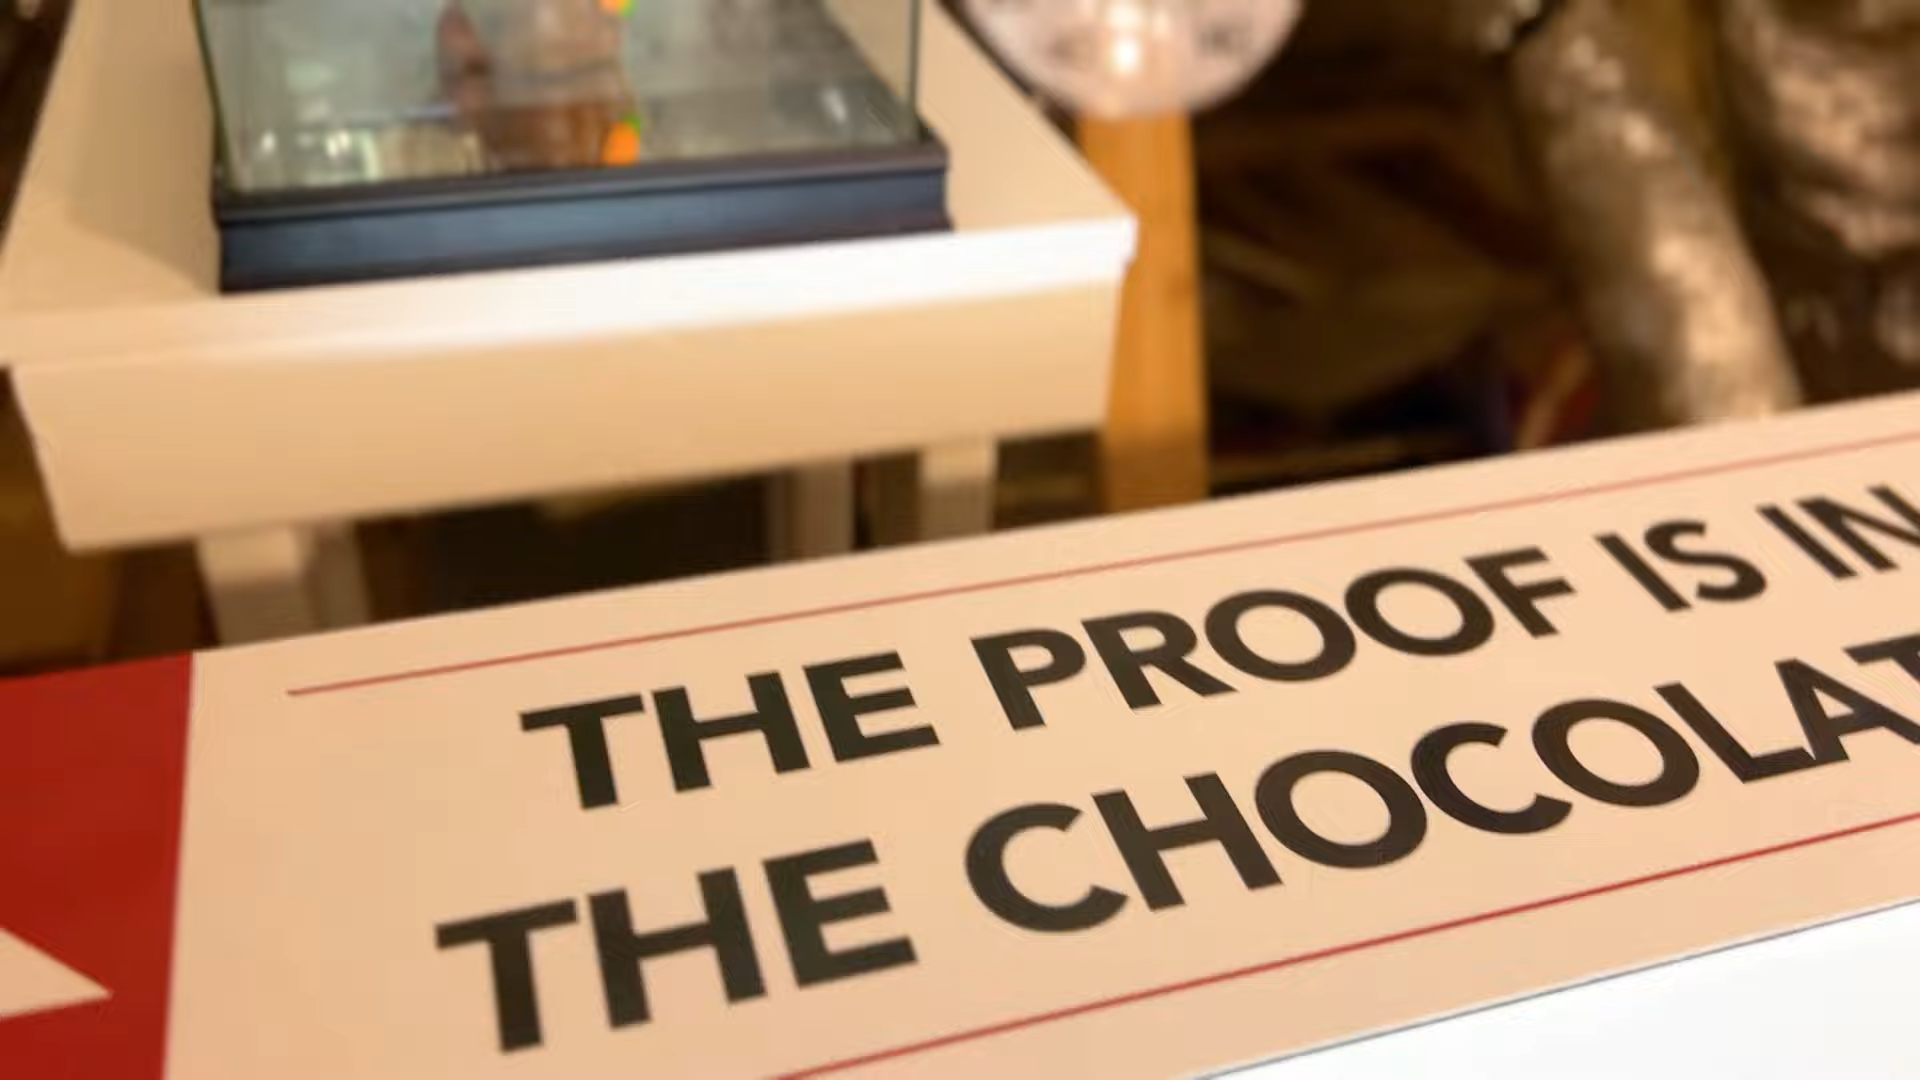 THE PROOF IS IN
THE CHOCOLAT